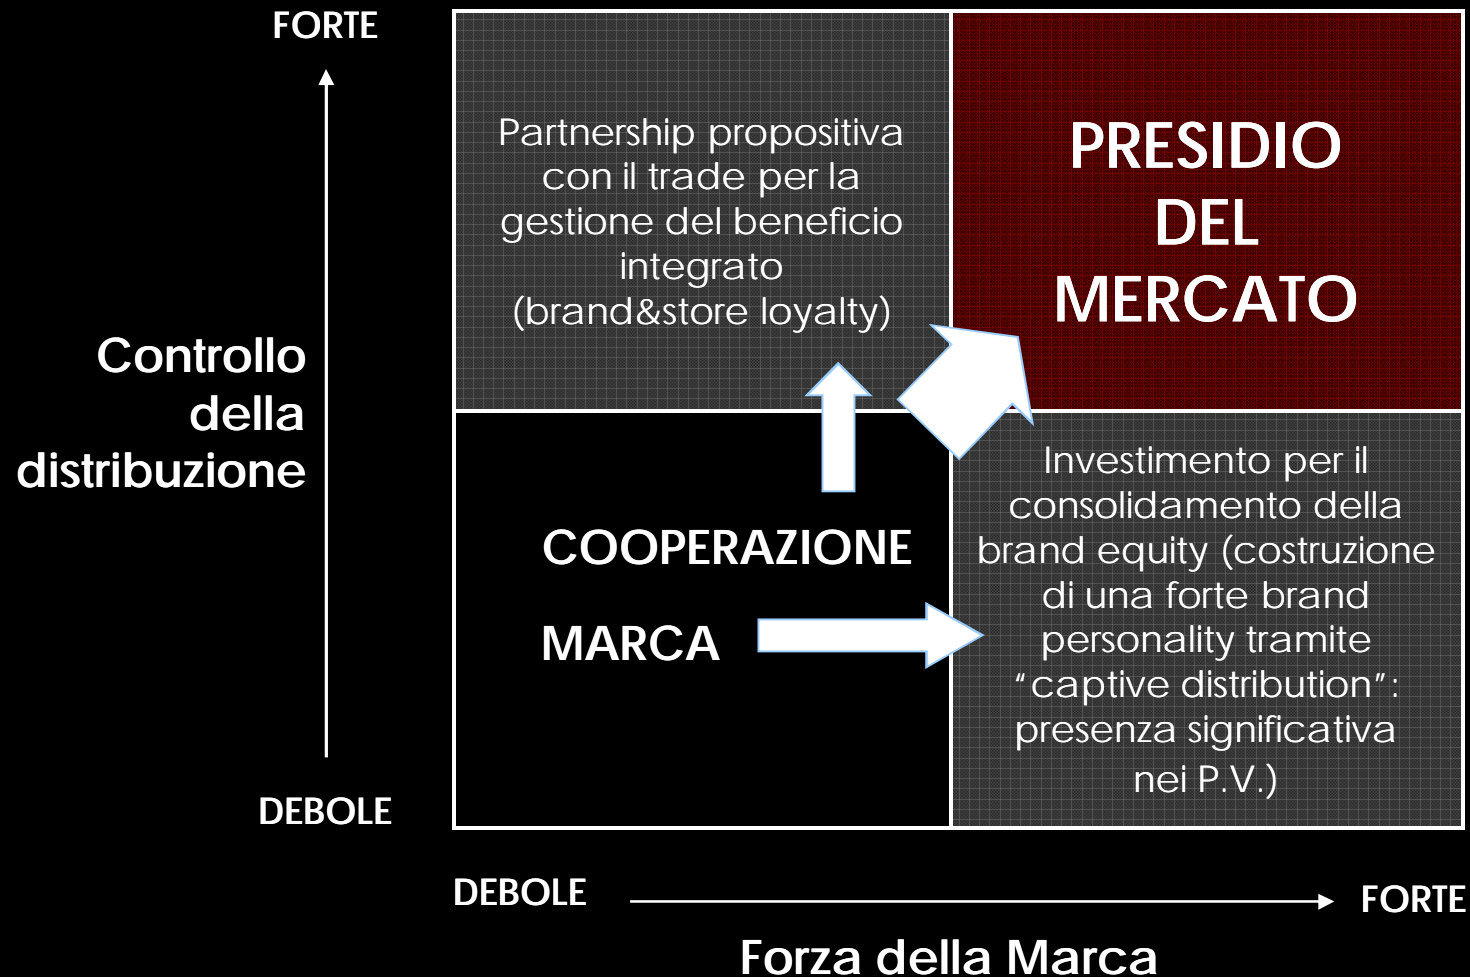 FORTE
Controllo
della
distribuzione
DEBOLE
Partnership propositiva
con il trade per la
gestione del beneficio
integrato
(brand&store loyalty)
PRESIDIO
DEL
MERCATO
COOPERAZIONE
MARCA
Investimento per il
consolidamento della
brand equity (costruzione
di una forte brand
personality tramite
“captive distribution”:
presenza significativa
nei P.V.)
DEBOLE
FORTE
Forza della Marca